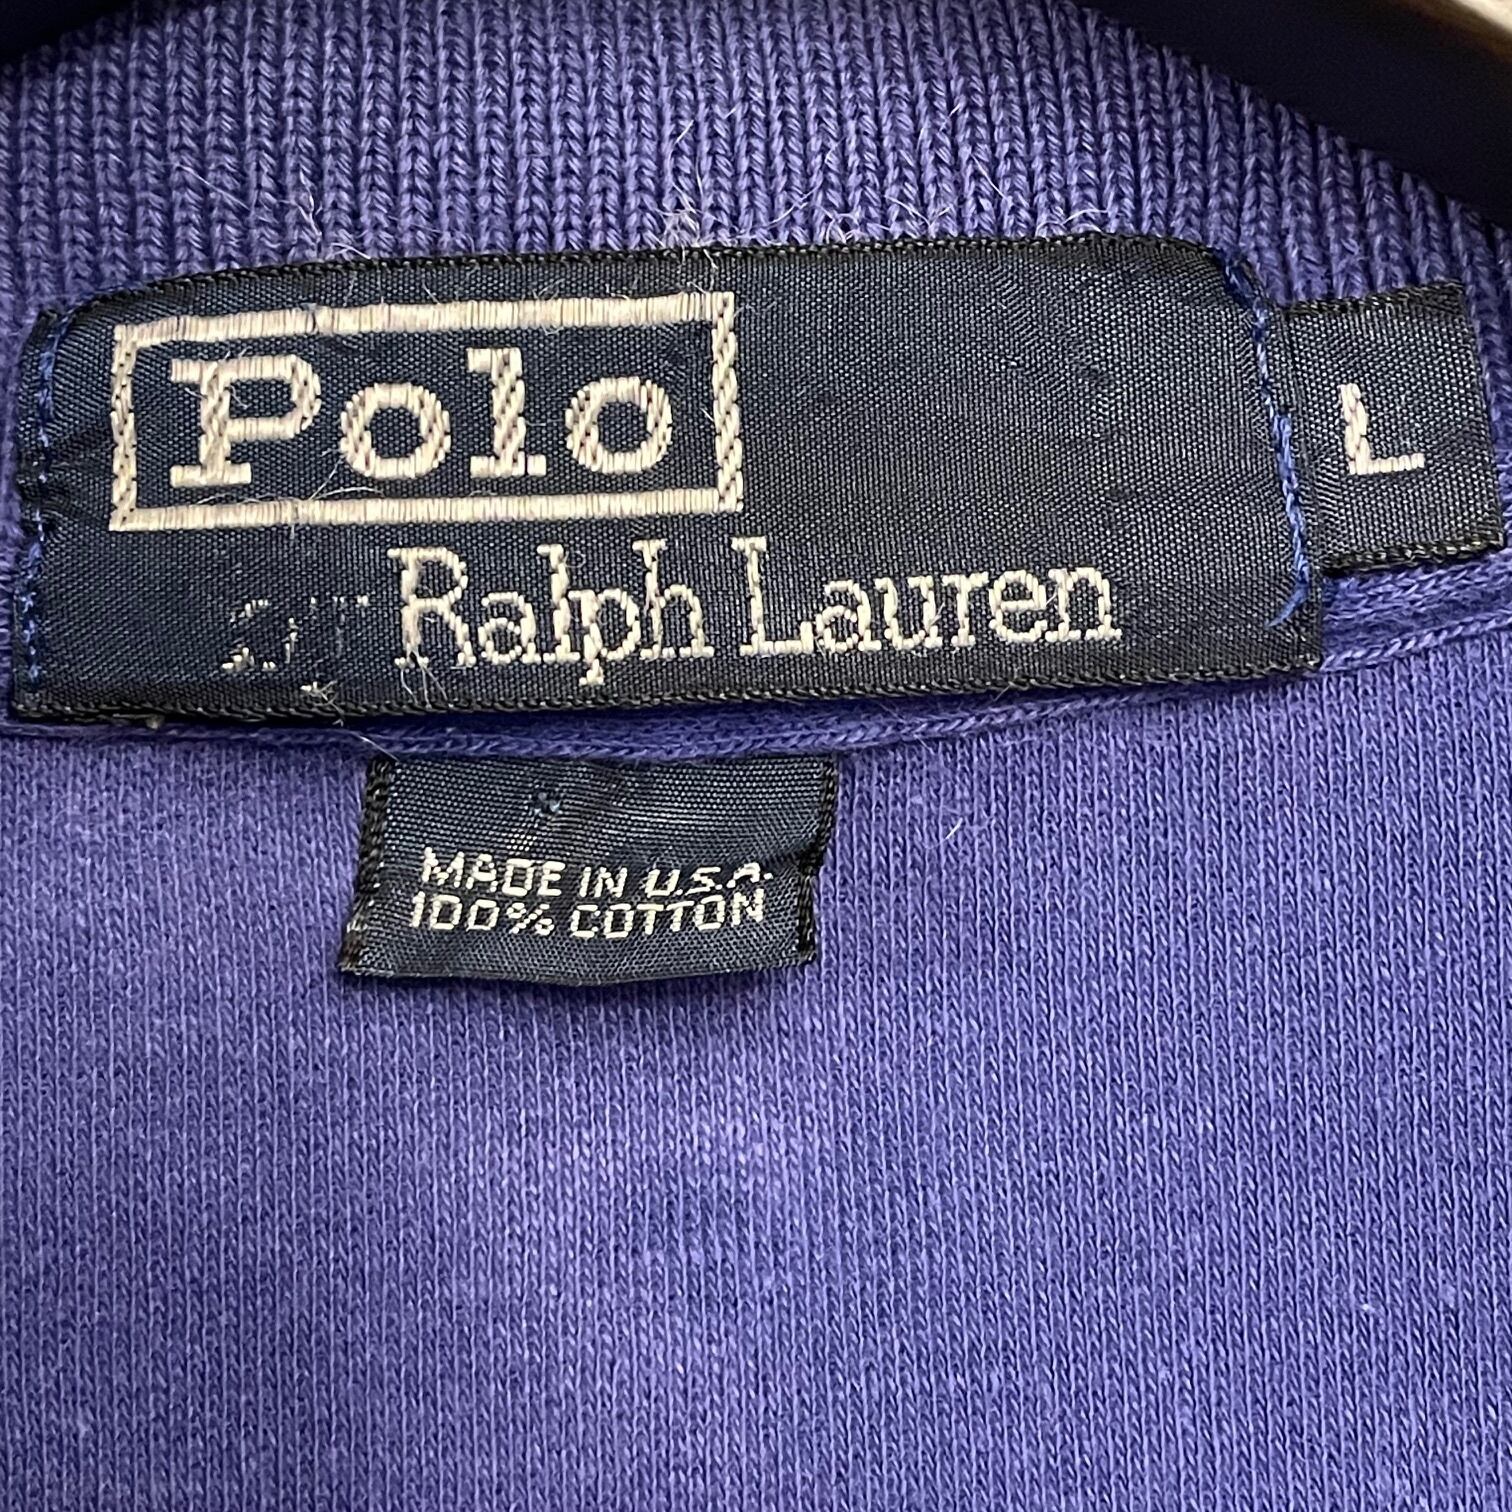 Polo
Ralph Lauren
L
MADE IN U.S.A.
100% COTTON